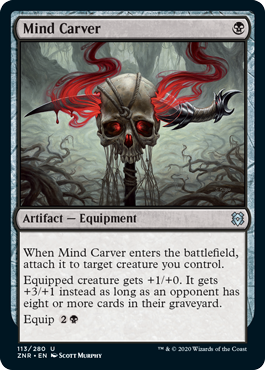 Mind Carver
Artifact — Equipment
When Mind Carver enters the battlefield,
attach it to target creature you control.
Equipped creature gets +1/+0. It gets
+3/+1 instead as long as an opponent has
eight or more cards in their graveyard.
Equip 2
113/280 U
ZNR • EN Scott Murphy
™ & © 2020 Wizards of the Coast